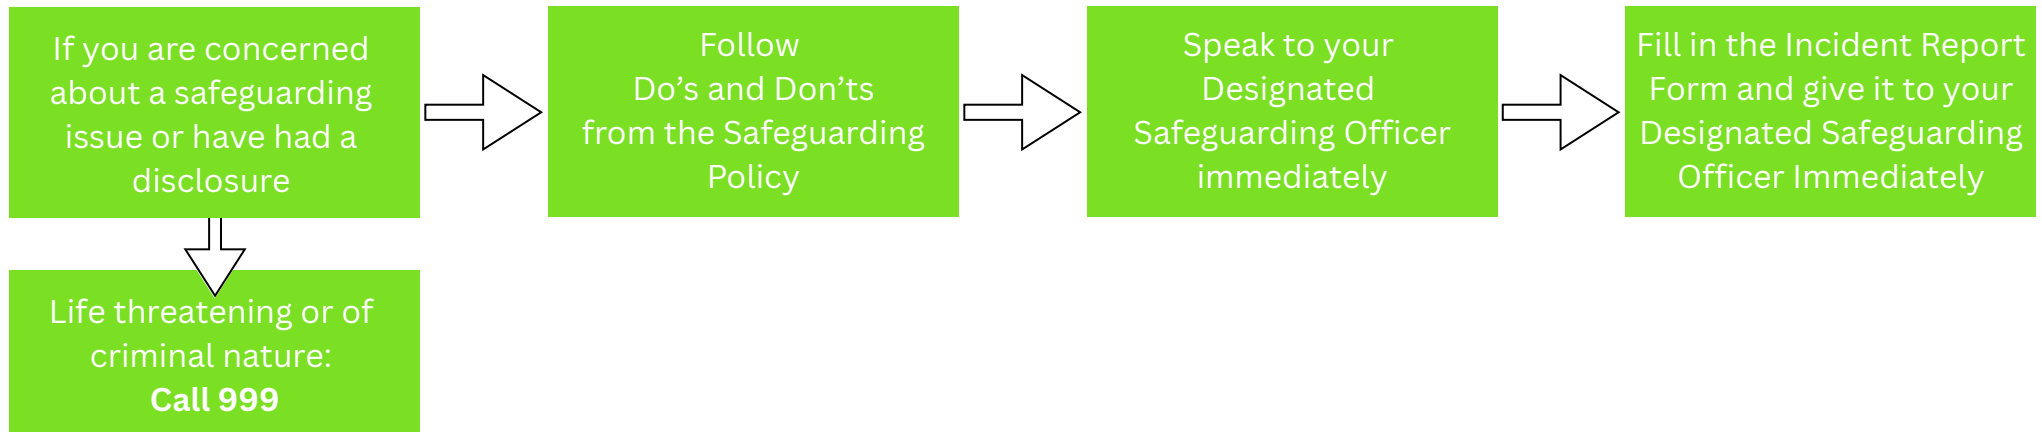 If you are concerned
about a safeguarding
issue or have had a
disclosure
Follow
Do’s and Don’ts
from the Safeguarding
Policy
Speak to your
Designated
Safeguarding Officer
immediately
Fill in the Incident Report
Form and give it to your
Designated Safeguarding
Officer Immediately
Life threatening or of
criminal nature:
Call 999